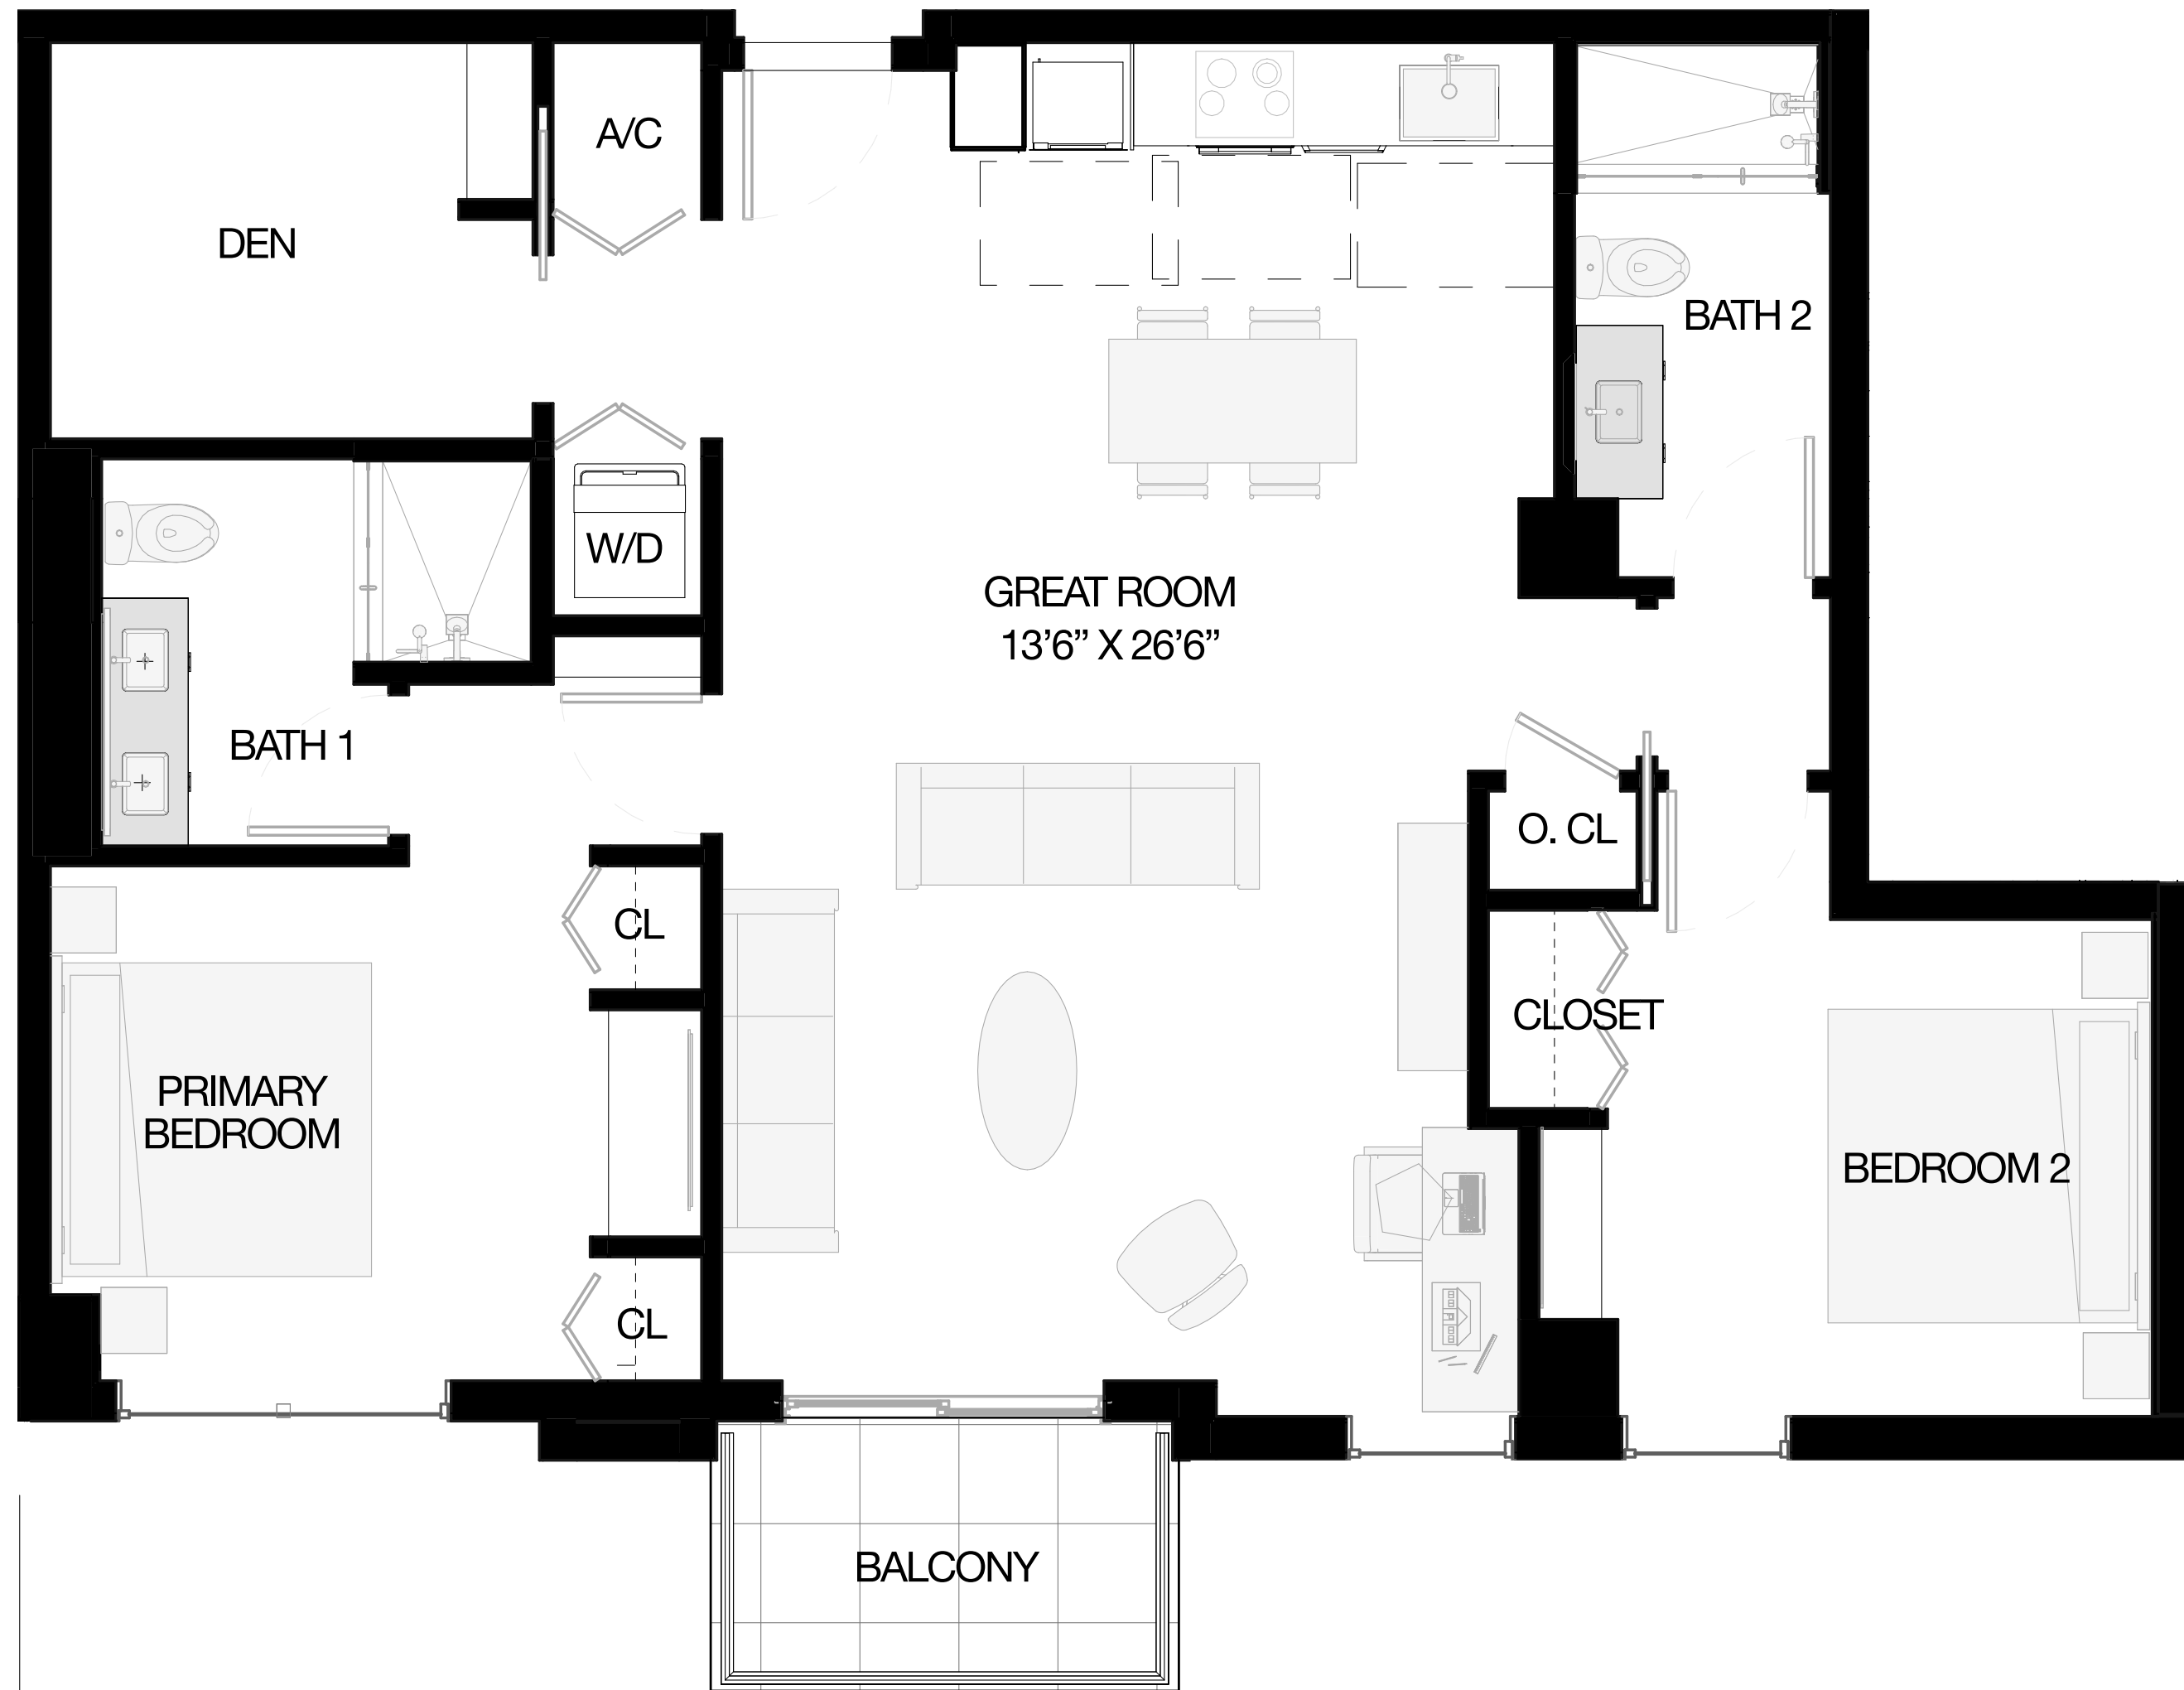 A/C
DEN
BATH 2
W/D
GREAT ROOM
13’6” X 26’6”
BATH 1
O. CL
CL
CLOSET
PRIMARY
BEDROOM
BEDROOM 2
CL
BALCONY